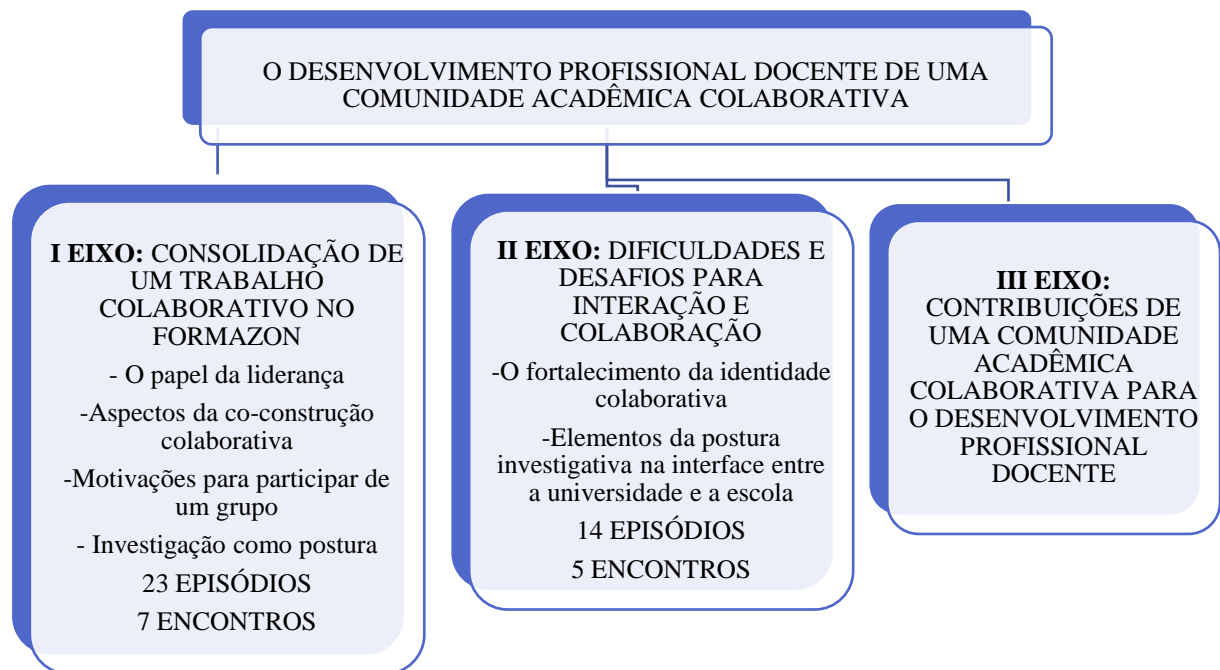 O DESENVOLVIMENTO PROFISSIONAL DOCENTE DE UMA
COMUNIDADE ACADÊMICA COLABORATIVA
I EIXO: CONSOLIDAÇÃO DE
UM TRABALHO
COLABORATIVO NO
FORMAZON
- O papel da liderança
-Aspectos da co-construção
colaborativa
-Motivações para participar de
um grupo
- Investigação como postura
23 EPISÓDIOS
7 ENCONTROS
II EIXO: DIFICULDADES E
DESAFIOS PARA
INTERAÇÃO E
COLABORAÇÃO
-O fortalecimento da identidade
colaborativa
-Elementos da postura
investigativa na interface entre
a universidade e a escola
14 EPISÓDIOS
5 ENCONTROS
III EIXO:
CONTRIBUIÇÕES DE
UMA COMUNIDADE
ACADÊMICA
COLABORATIVA PARA
O DESENVOLVIMENTO
PROFISSIONAL
DOCENTE